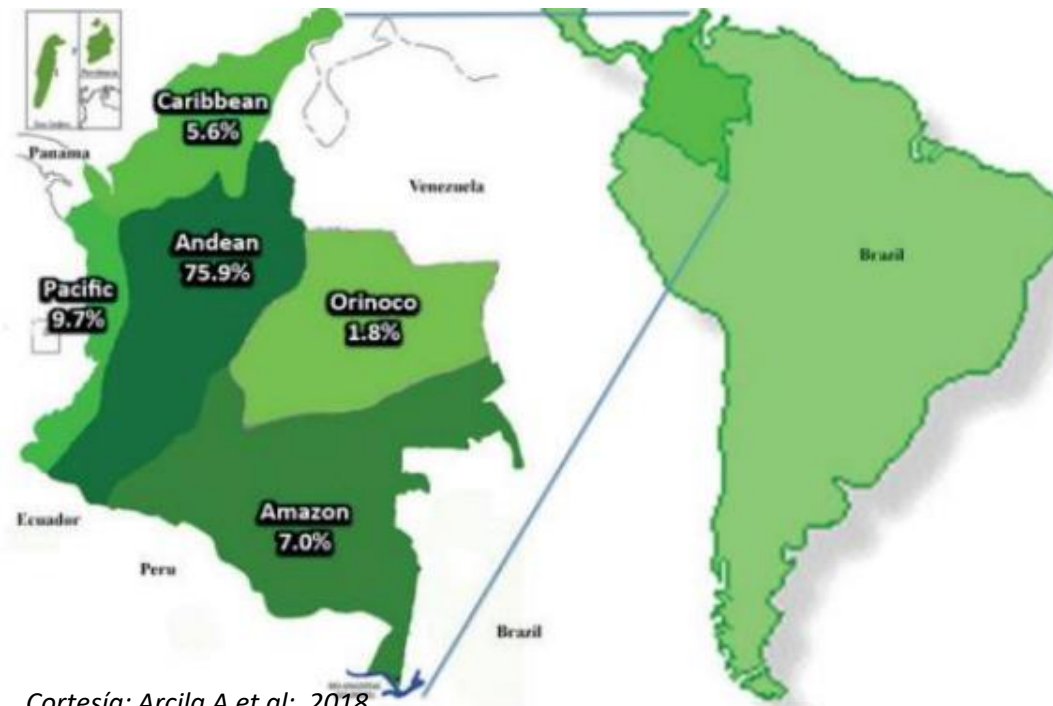 Caribbean
5.6%
Panama
Venezuela
Andean
75.9%
Brazil
Pacific
9.7%
Orinoco
1.8%
Amazon
7.0%
Ecuador
Peru
Brazil
Cortesía: Arcila A et al; 2018